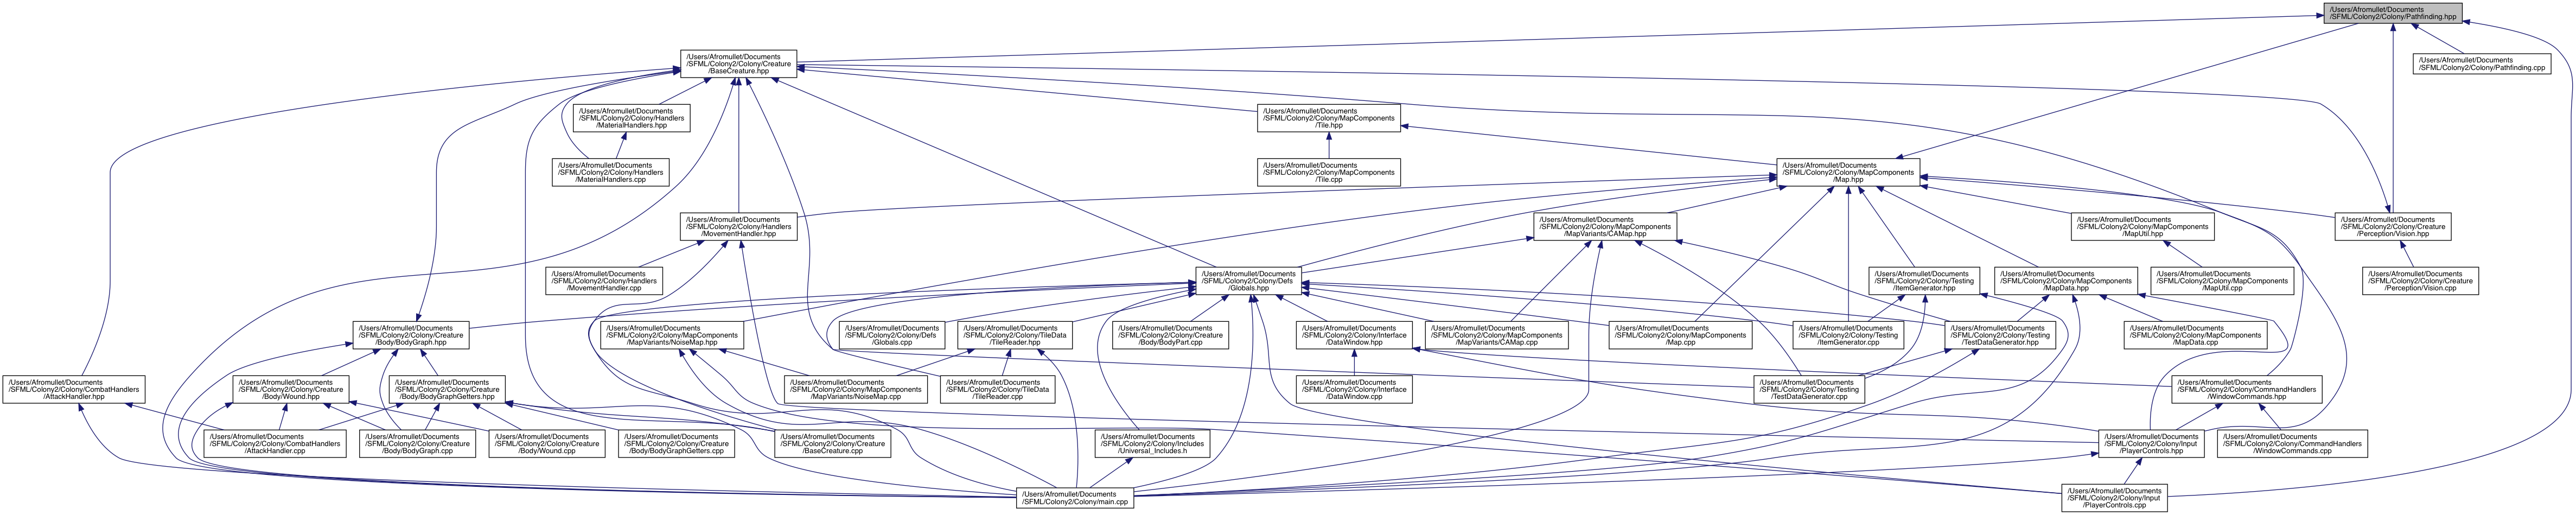 /Users/Afromullet/Documents
/SFML/Colony2/Colony/Pathfinding.hpp
/Users/Afromullet/Documents
/SFML/Colony2/Colony/Creature
/BaseCreature.hpp
/Users/Afromullet/Documents
/SFML/Colony2/Colony/Pathfinding.cpp
/Users/Afromullet/Documents
/SFML/Colony2/Colony/Handlers
/MaterialHandlers.hpp
/Users/Afromullet/Documents
/SFML/Colony2/Colony/MapComponents
/Tile.hpp
/Users/Afromullet/Documents
/SFML/Colony2/Colony/Handlers
/MaterialHandlers.cpp
/Users/Afromullet/Documents
/SFML/Colony2/Colony/MapComponents
/Tile.cpp
/Users/Afromullet/Documents
/SFML/Colony2/Colony/MapComponents
/Map.hpp
/Users/Afromullet/Documents
/SFML/Colony2/Colony/Handlers
/MovementHandler.hpp
/Users/Afromullet/Documents
/SFML/Colony2/Colony/MapComponents
/MapVariants/CAMap.hpp
/Users/Afromullet/Documents
/SFML/Colony2/Colony/MapComponents
/MapUtil.hpp
/Users/Afromullet/Documents
/SFML/Colony2/Colony/Creature
/Perception/Vision.hpp
/Users/Afromullet/Documents
/SFML/Colony2/Colony/Handlers
/MovementHandler.cpp
/Users/Afromullet/Documents
/SFML/Colony2/Colony/Defs
/Globals.hpp
/Users/Afromullet/Documents
/SFML/Colony2/Colony/Testing
/ItemGenerator.hpp
/Users/Afromullet/Documents
/SFML/Colony2/Colony/MapComponents
/MapData.hpp
/Users/Afromullet/Documents
/SFML/Colony2/Colony/MapComponents
/MapUtil.cpp
/Users/Afromullet/Documents
/SFML/Colony2/Colony/Creature
/Perception/Vision.cpp
/Users/Afromullet/Documents
/SFML/Colony2/Colony/Creature
/Body/BodyGraph.hpp
/Users/Afromullet/Documents
/SFML/Colony2/Colony/MapComponents
/MapVariants/NoiseMap.hpp
/Users/Afromullet/Documents
/SFML/Colony2/Colony/Defs
/Globals.cpp
/Users/Afromullet/Documents
/SFML/Colony2/Colony/TileData
/TileReader.hpp
/Users/Afromullet/Documents
/SFML/Colony2/Colony/Creature
/Body/BodyPart.cpp
/Users/Afromullet/Documents
/SFML/Colony2/Colony/Interface
/DataWindow.hpp
/Users/Afromullet/Documents
/SFML/Colony2/Colony/MapComponents
/MapVariants/CAMap.cpp
/Users/Afromullet/Documents
/SFML/Colony2/Colony/MapComponents
/Map.cpp
/Users/Afromullet/Documents
/SFML/Colony2/Colony/Testing
/ItemGenerator.cpp
/Users/Afromullet/Documents
/SFML/Colony2/Colony/Testing
/TestDataGenerator.hpp
/Users/Afromullet/Documents
/SFML/Colony2/Colony/MapComponents
/MapData.cpp
/Users/Afromullet/Documents
/SFML/Colony2/Colony/CombatHandlers
/AttackHandler.hpp
/Users/Afromullet/Documents
/SFML/Colony2/Colony/Creature
/Body/Wound.hpp
/Users/Afromullet/Documents
/SFML/Colony2/Colony/Creature
/Body/BodyGraphGetters.hpp
/Users/Afromullet/Documents
/SFML/Colony2/Colony/MapComponents
/MapVariants/NoiseMap.cpp
/Users/Afromullet/Documents
/SFML/Colony2/Colony/TileData
/TileReader.cpp
/Users/Afromullet/Documents
/SFML/Colony2/Colony/Interface
/DataWindow.cpp
/Users/Afromullet/Documents
/SFML/Colony2/Colony/Testing
/TestDataGenerator.cpp
/Users/Afromullet/Documents
/SFML/Colony2/Colony/CommandHandlers
/WindowCommands.hpp
/Users/Afromullet/Documents
/SFML/Colony2/Colony/CombatHandlers
/AttackHandler.cpp
/Users/Afromullet/Documents
/SFML/Colony2/Colony/Creature
/Body/BodyGraph.cpp
/Users/Afromullet/Documents
/SFML/Colony2/Colony/Creature
/Body/Wound.cpp
/Users/Afromullet/Documents
/SFML/Colony2/Colony/Creature
/Body/BodyGraphGetters.cpp
/Users/Afromullet/Documents
/SFML/Colony2/Colony/Creature
/BaseCreature.cpp
/Users/Afromullet/Documents
/SFML/Colony2/Colony/Includes
/Universal_Includes.h
/Users/Afromullet/Documents
/SFML/Colony2/Colony/Input
/PlayerControls.hpp
/Users/Afromullet/Documents
/SFML/Colony2/Colony/CommandHandlers
/WindowCommands.cpp
/Users/Afromullet/Documents
/SFML/Colony2/Colony/main.cpp
/Users/Afromullet/Documents
/SFML/Colony2/Colony/Input
/PlayerControls.cpp